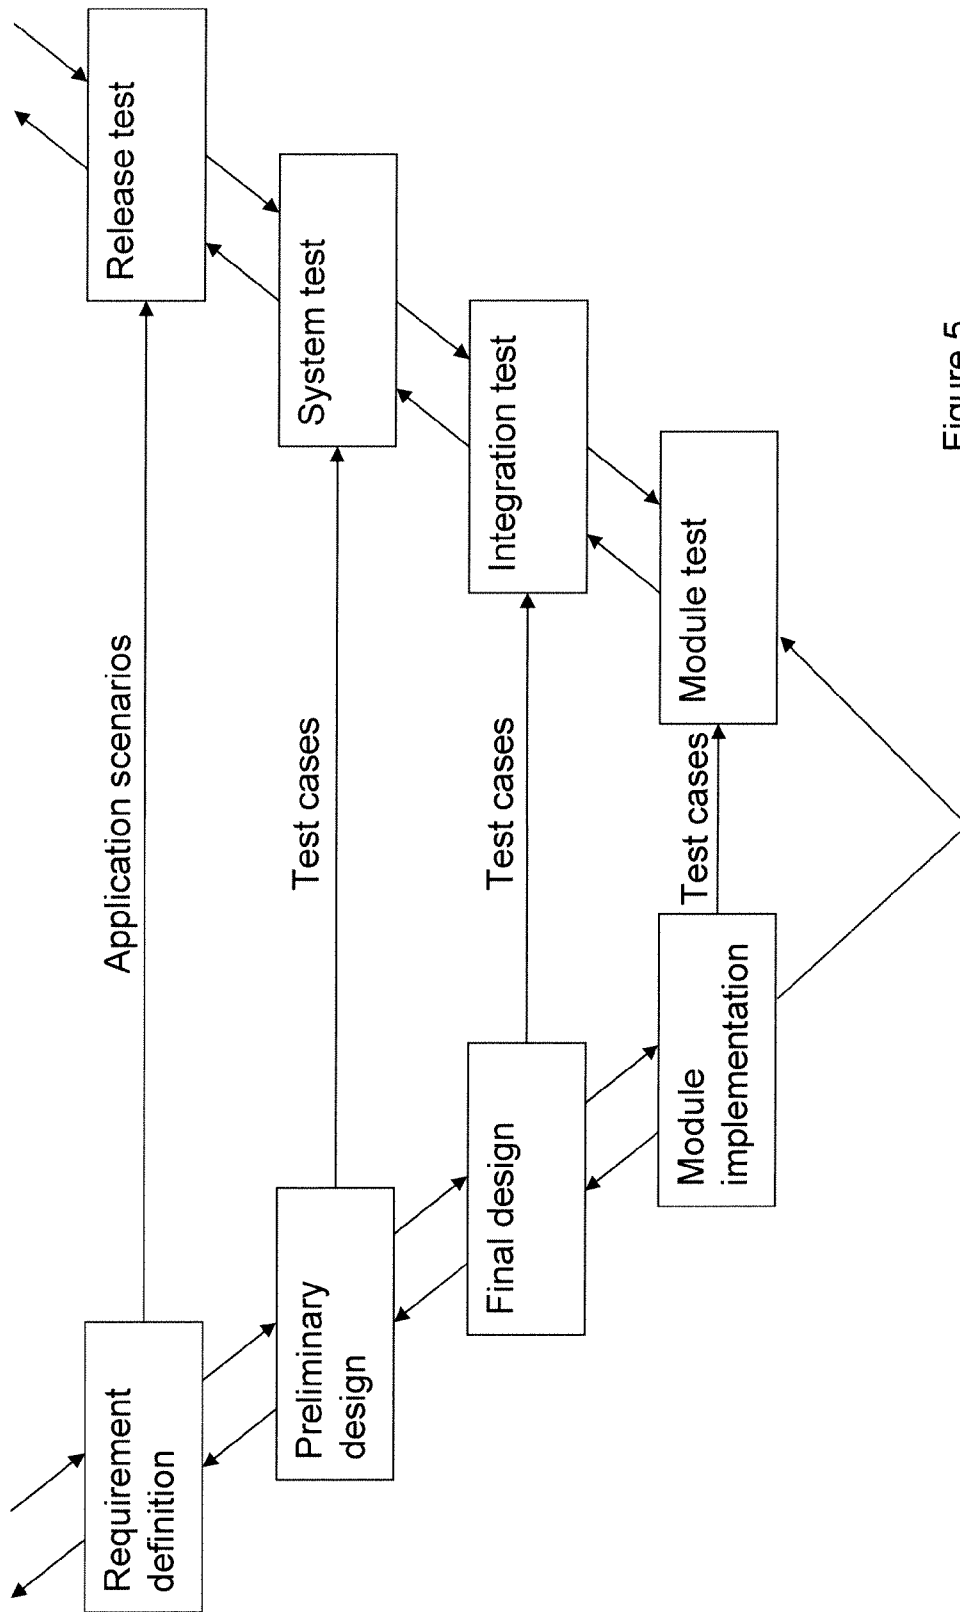 Requirement
definition
Application scenarios
Release test
Preliminary
design
Test cases
System test
Final design
Test cases
Integration test
Module
implementation
Test cases
Module test
Figure 5